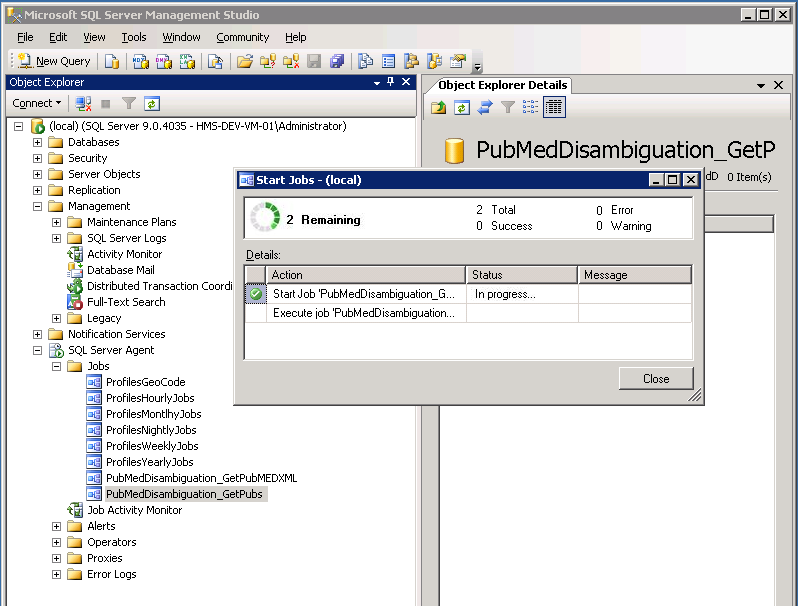 Microsoft SQL Server Management Studio
File Edit View Tools Window Community Help
New Query
Object Explorer
Connect
(local) (SQL Server 9.0.4035 - HMS-DEV-VM-01\Administrator)
Databases
Security
Server Objects
Replication
Management
Maintenance Plans
SQL Server Logs
Activity Monitor
Database Mail
Distributed Transaction Coordi
Full-Text Search
Legacy
Notification Services
SQL Server Agent
Jobs
ProfilesGeoCode
ProfilesHourlyJobs
ProfilesMontlhyJobs
ProfilesNightlyJobs
ProfilesWeeklyJobs
ProfilesYearlyJobs
PubMedDisambiguation_GetPubMEDXML
PubMedDisambiguation_GetPubs
Job Activity Monitor
Alerts
Operators
Proxies
Error Logs
Object Explorer Details
PubMedDisambiguation_GetP
dD 0 Item(s)
Start Jobs - (local)
2 Remaining
2 Total 0 Error
0 Success 0 Warning
Details:
Action Status Message
Start Job 'PubMedDisambiguation_G... In progress...
Execute job 'PubMedDisambiguation...
Close